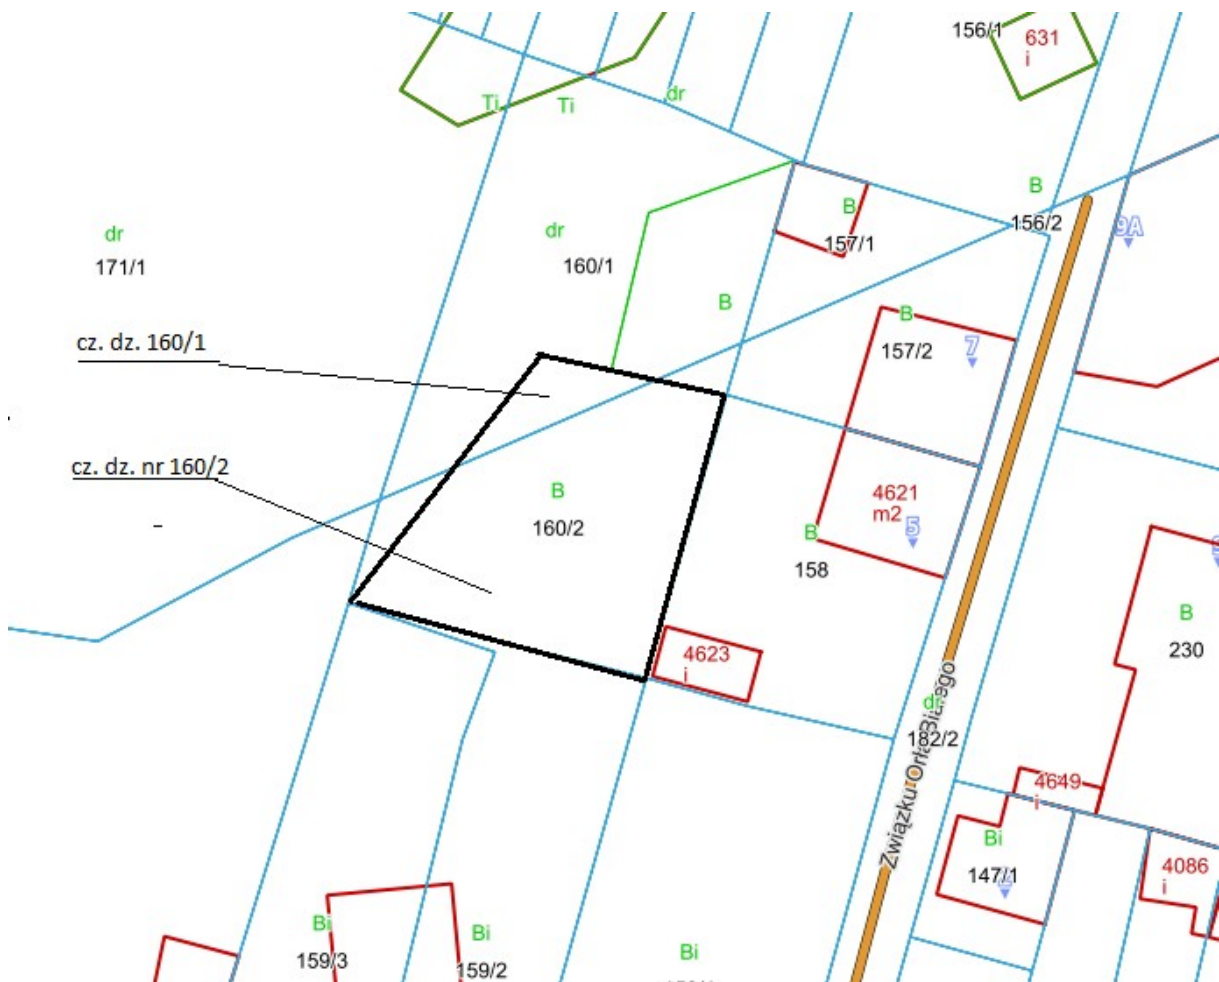 156/1
631
i
dr
Ti
Ti
B
B
156/2
9A
dr
dr
157/1
171/1
160/1
B
B
cz. dz. 160/1
157/2
7
cz. dz. nr 160/2
B
4621
m2
160/2
5
B
158
B
4623
i
230
dr
182/2
Związku Orła Białego
4649
i
Bi
147/1
4086
i
Bi
Bi
Bi
159/3
159/2